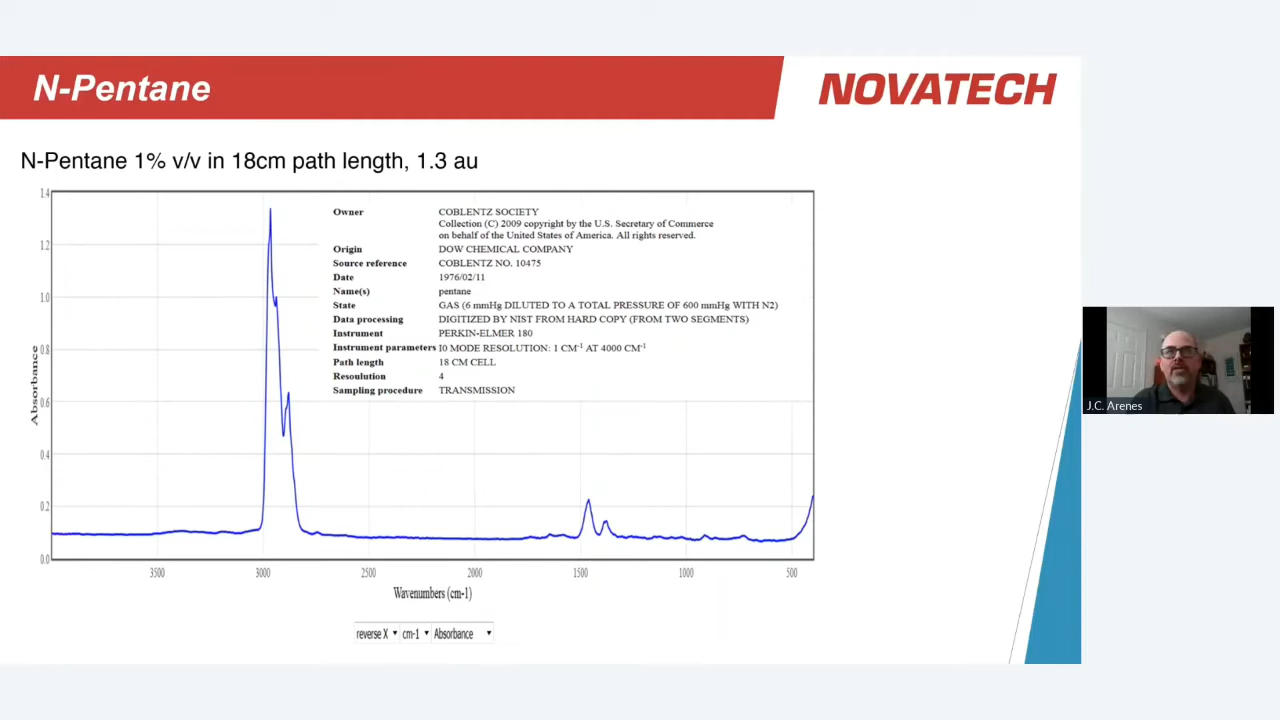 N-Pentane
NOVATECH
N-Pentane 1% v/v in 18cm path length, 1.3 au
Owner COBLENTZ SOCIETY
Collection (C) 2009 copyright by the U.S. Secretary of Commerce
on behalf of the United States of America. All rights reserved.
Origin DOW CHEMICAL COMPANY
Source reference COBLENTZ NO. 10475
Date 1976/02/11
Name(s) pentane
State GAS (6 mmHg DILUTED TO A TOTAL PRESSURE OF 600 mmHg WITH N2)
Data processing DIGITIZED BY NIST FROM HARD COPY (FROM TWO SEGMENTS)
Instrument PERKIN-ELMER 180
Instrument parameters I0 MODE RESOLUTION: 1 CM-1 AT 4000 CM-1
Path length 18 CM CELL
Resoulution 4
Sampling procedure TRANSMISSION
1.4
1.2
1.0
0.8
0.6
0.4
0.2
0.0
Absorbance
3500 3000 2500 2000 1500 1000 500
Wavenumbers (cm-1)
reverse X cm-1 Absorbance
J.C. Arenes